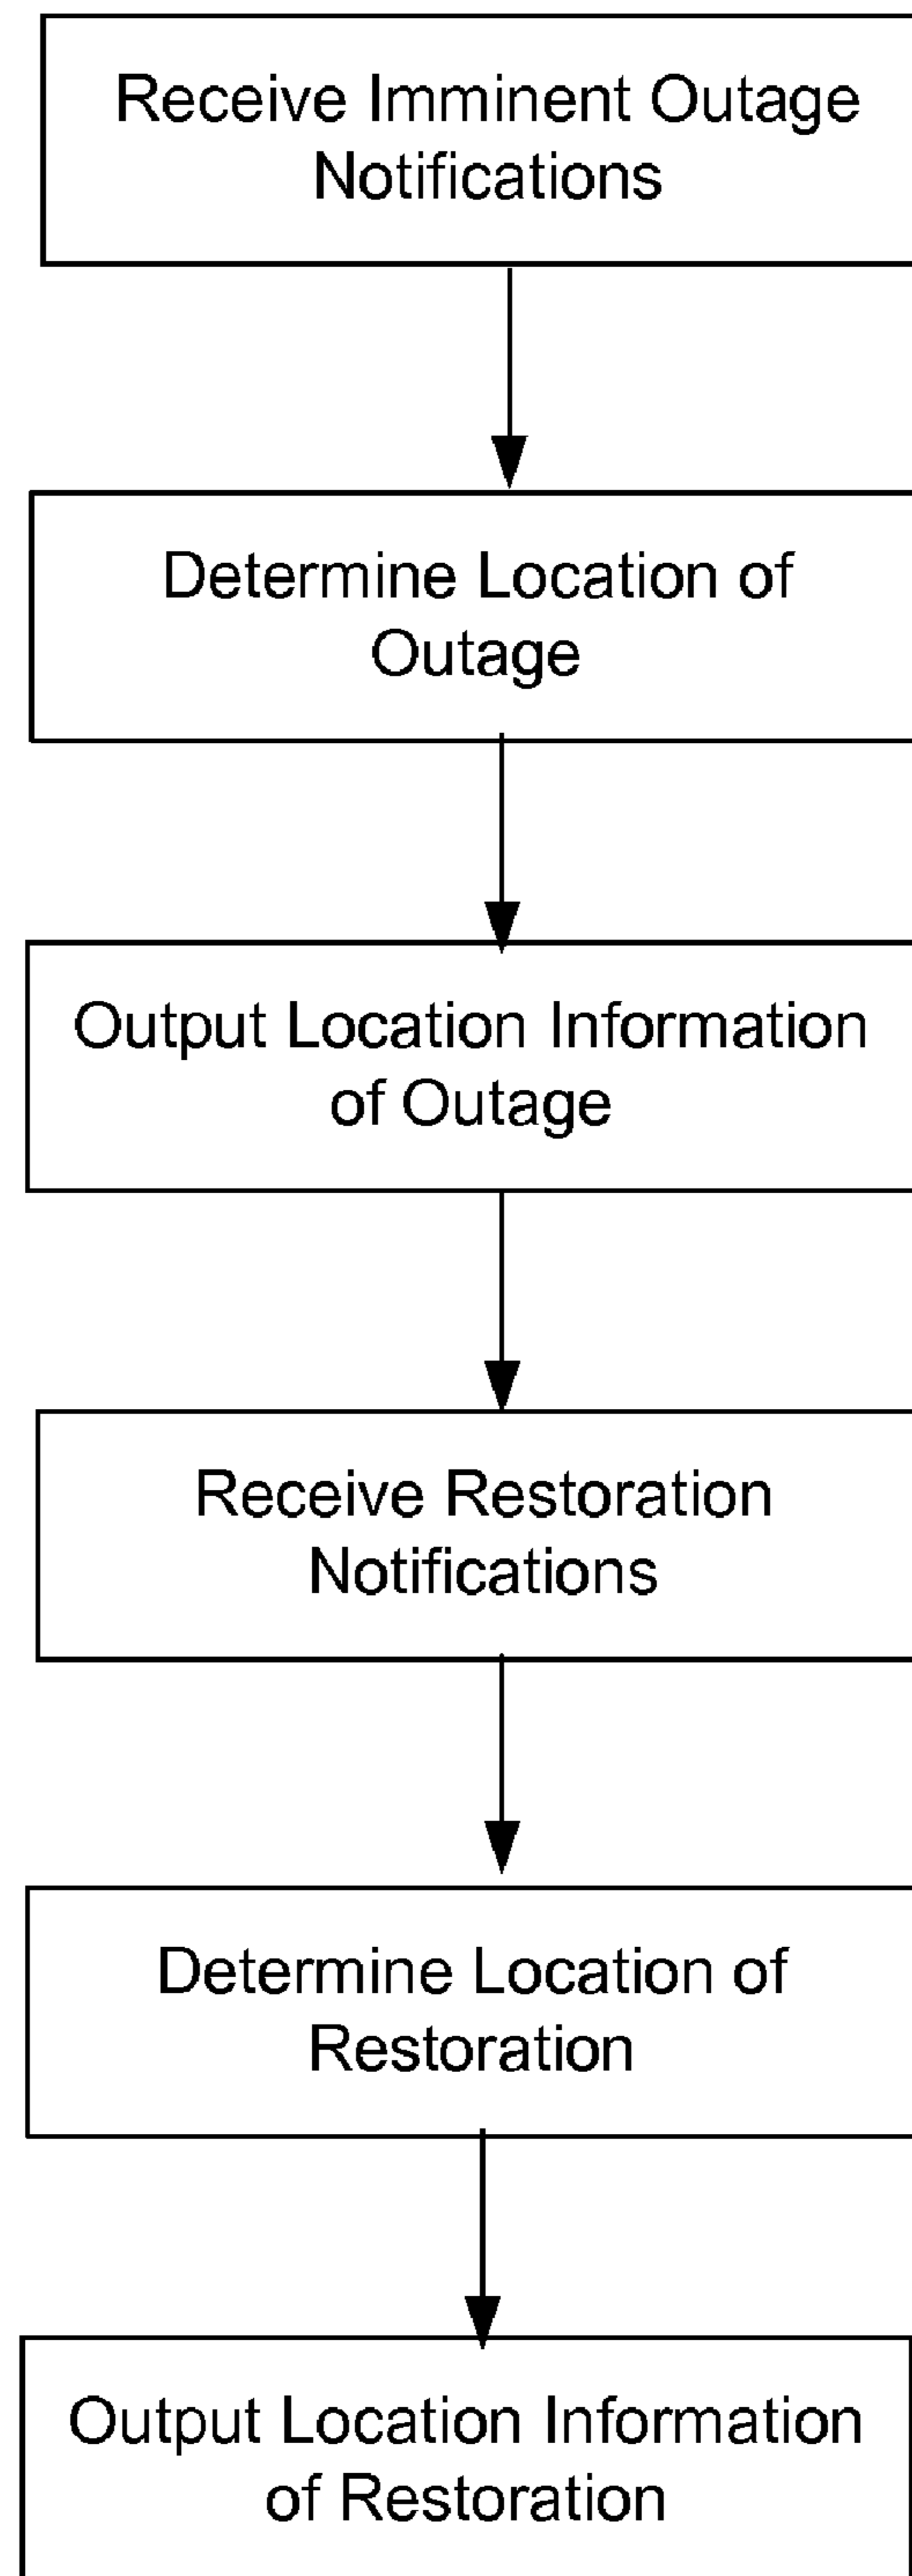 Receive Imminent Outage
Notifications
Determine Location of
Outage
Output Location Information
of Outage
Receive Restoration
Notifications
Determine Location of
Restoration
Output Location Information
of Restoration